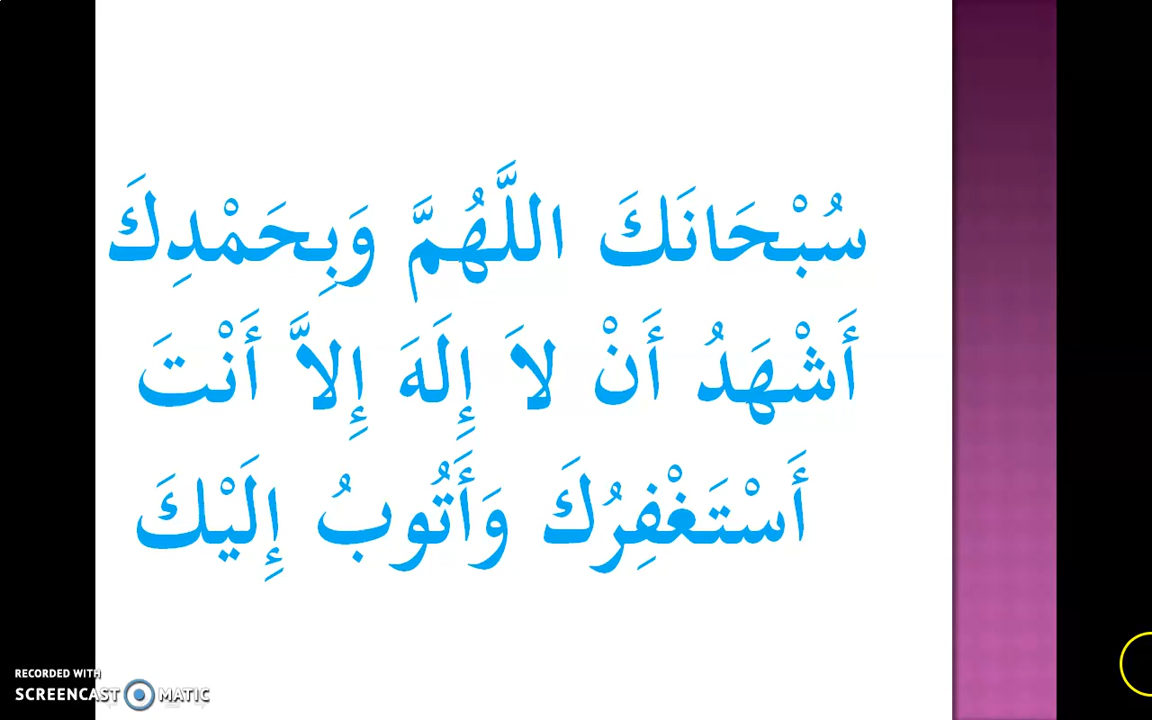 سُبْحَانَكَ اللَّهُمَّ وَبِحَمْدِكَ
أَشْهَدُ أَنْ لاَ إِلَهَ إِلاَّ أَنْتَ
أَسْتَغْفِرُكَ وَأَتُوبُ إِلَيْكَ
RECORDED WITH
SCREENCAST MATIC